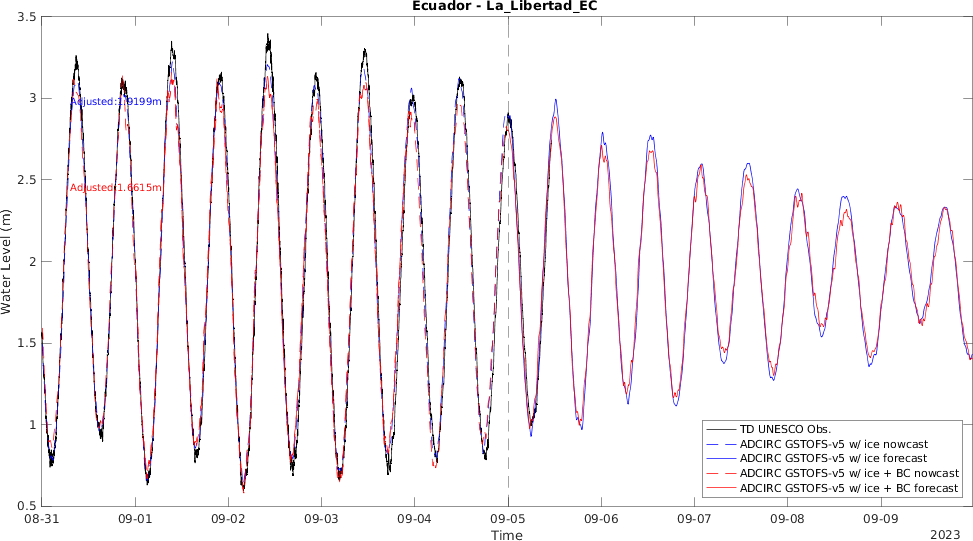 Ecuador - La_Libertad_EC
3.5
3
2.5
2
1.5
1
0.5
Water Level (m)
Adjusted:1.9199m
Adjusted:1.6615m
TD UNESCO Obs.
ADCIRC GSTOFS-v5 w/ ice nowcast
ADCIRC GSTOFS-v5 w/ ice forecast
ADCIRC GSTOFS-v5 w/ ice + BC nowcast
ADCIRC GSTOFS-v5 w/ ice + BC forecast
08-31 09-01 09-02 09-03 09-04 09-05 09-06 09-07 09-08 09-09
Time
2023